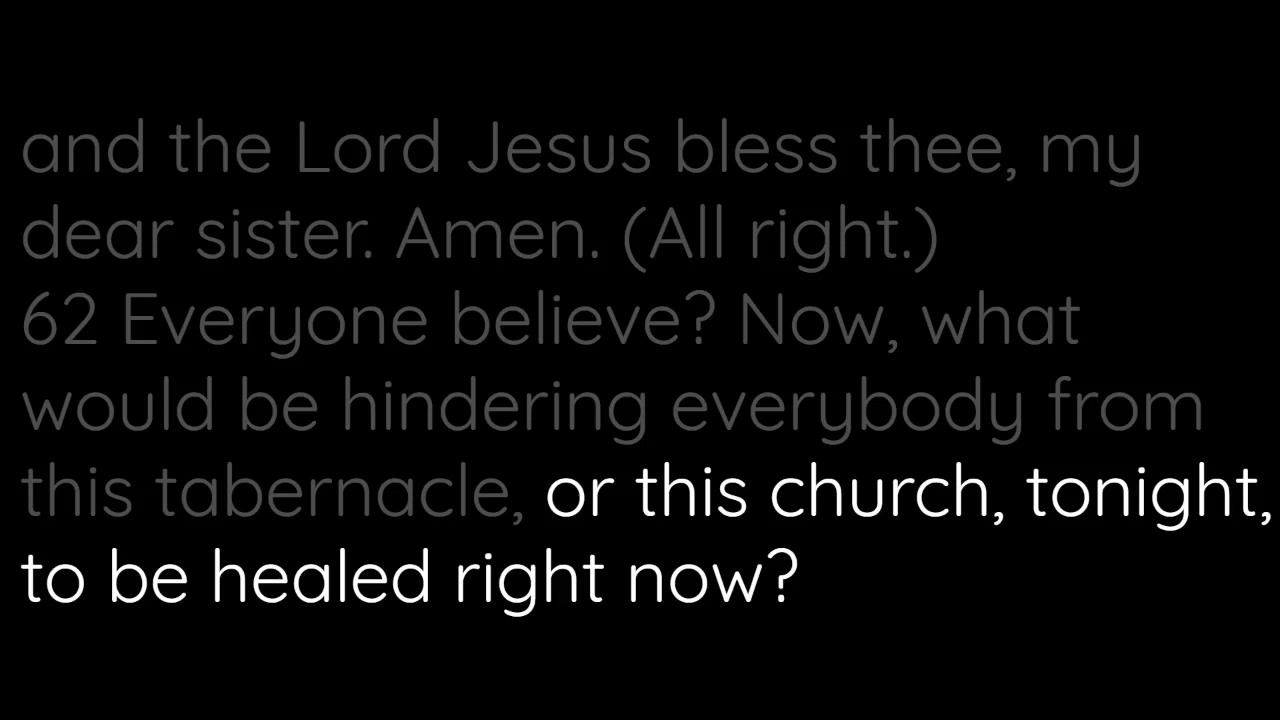 and the Lord Jesus bless thee, my
dear sister. Amen. (All right.)
62 Everyone believe? Now, what
would be hindering everybody from
this tabernacle, or this church, tonight,
to be healed right now?